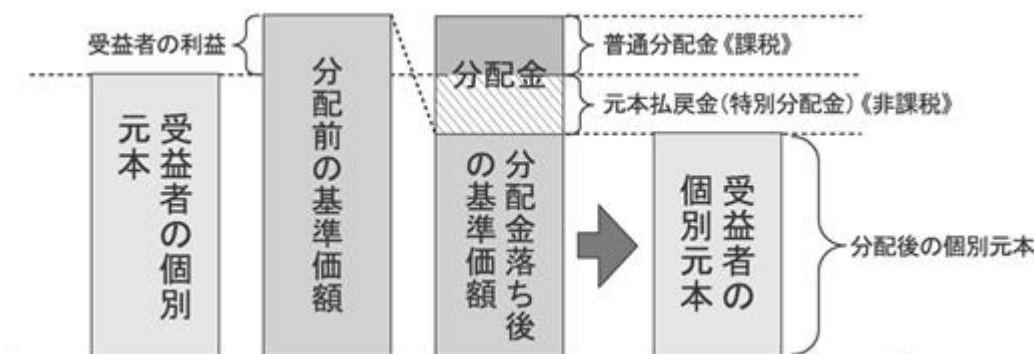 受益者の利益
受益者の個別
元本
分配前の基準価額
分配金
分配金落ち後
の基準価額
普通分配金《課税》
元本払戻金(特別分配金)《非課税》
受益者の
個別元本
分配後の個別元本